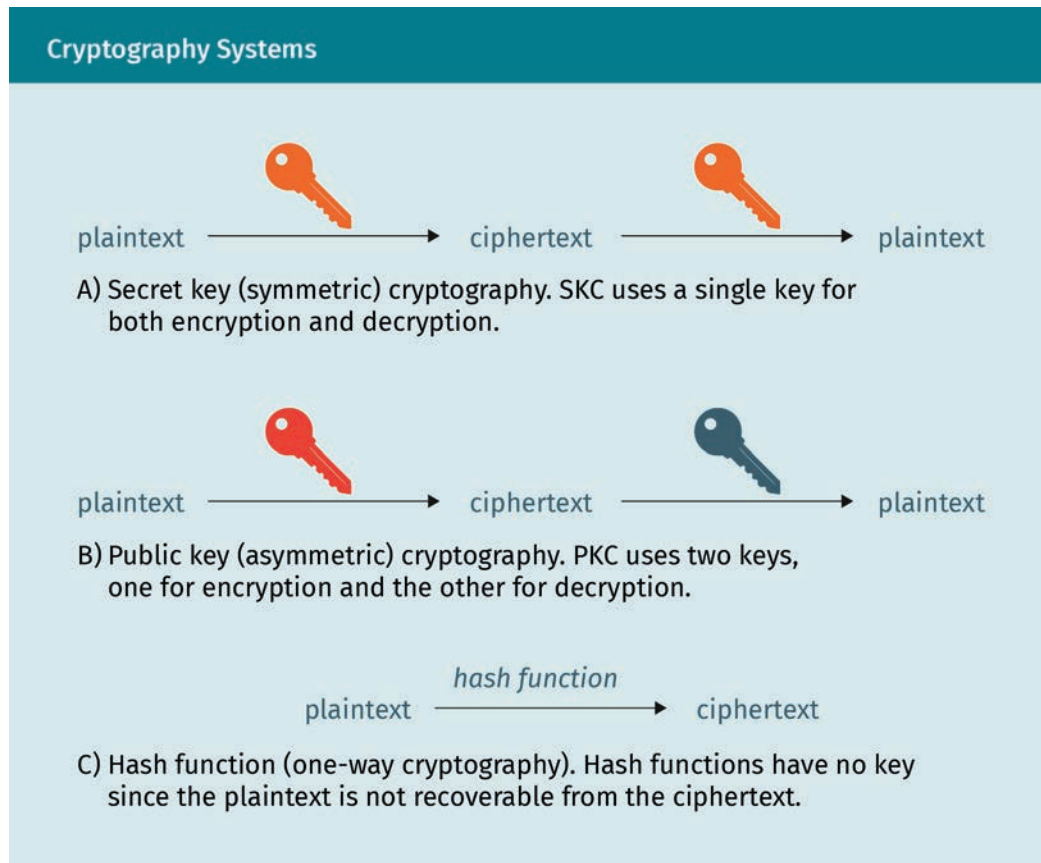 Cryptography Systems
plaintext ciphertext plaintext
A) Secret key (symmetric) cryptography. SKC uses a single key for
both encryption and decryption.
plaintext ciphertext plaintext
B) Public key (asymmetric) cryptography. PKC uses two keys,
one for encryption and the other for decryption.
hash function
plaintext ciphertext
C) Hash function (one-way cryptography). Hash functions have no key
since the plaintext is not recoverable from the ciphertext.